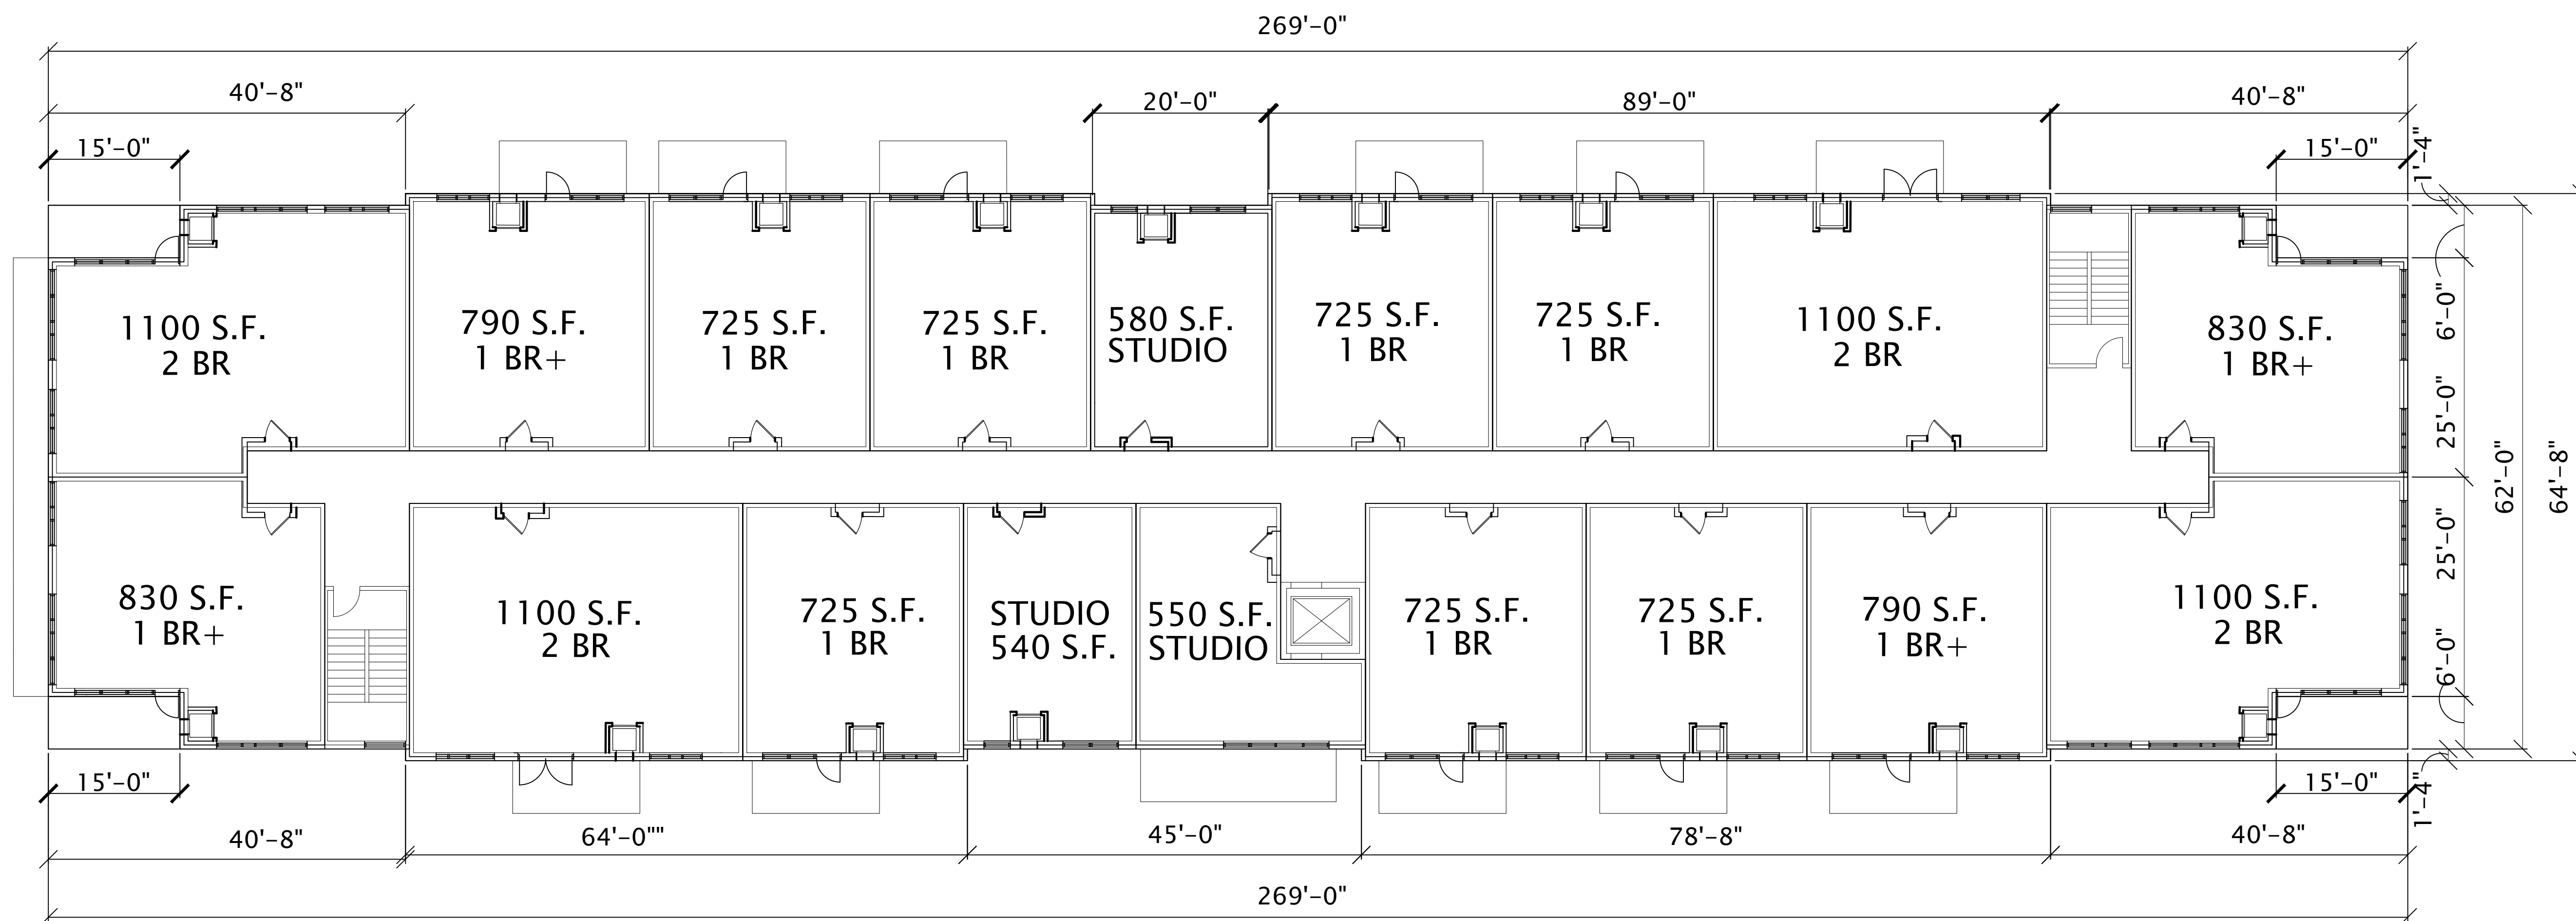 269'-0"
40'-8"
20'-0"
89'-0"
40'-8"
15'-0"
15'-0"
1'-4"
1100 S.F.
2 BR
790 S.F.
1 BR+
725 S.F.
1 BR
725 S.F.
1 BR
580 S.F.
STUDIO
725 S.F.
1 BR
725 S.F.
1 BR
1100 S.F.
2 BR
830 S.F.
1 BR+
6'-0"
25'-0"
62'-0"
64'-8"
25'-0"
6'-0"
830 S.F.
1 BR+
1100 S.F.
2 BR
725 S.F.
1 BR
STUDIO
540 S.F.
550 S.F.
STUDIO
725 S.F.
1 BR
725 S.F.
1 BR
790 S.F.
1 BR+
1100 S.F.
2 BR
15'-0"
15'-0"
1'-4"
40'-8"
64'-0""
45'-0"
78'-8"
40'-8"
269'-0"